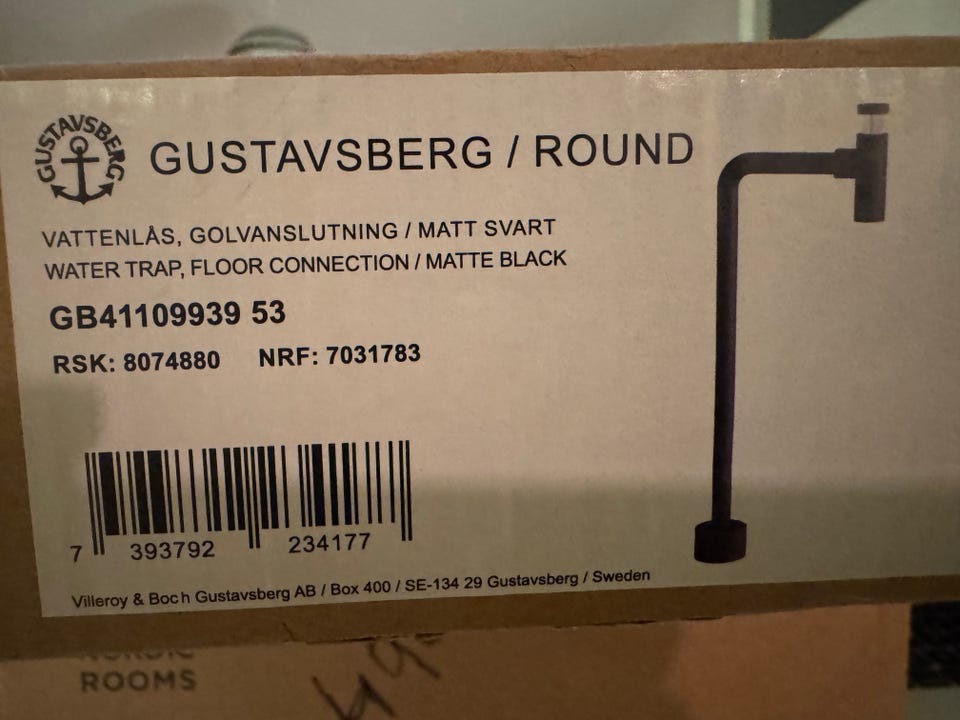 GUSTAVSBERG
GUSTAVSBERG / ROUND
VATTENLÅS, GOLVANSLUTNING / MATT SVART
WATER TRAP, FLOOR CONNECTION / MATTE BLACK
GB41109939 53
RSK: 8074880 NRF: 7031783
7 393792 234177
Villeroy & Boch Gustavsberg AB / Box 400 / SE-134 29 Gustavsberg / Sweden
NORDIC
ROOMS